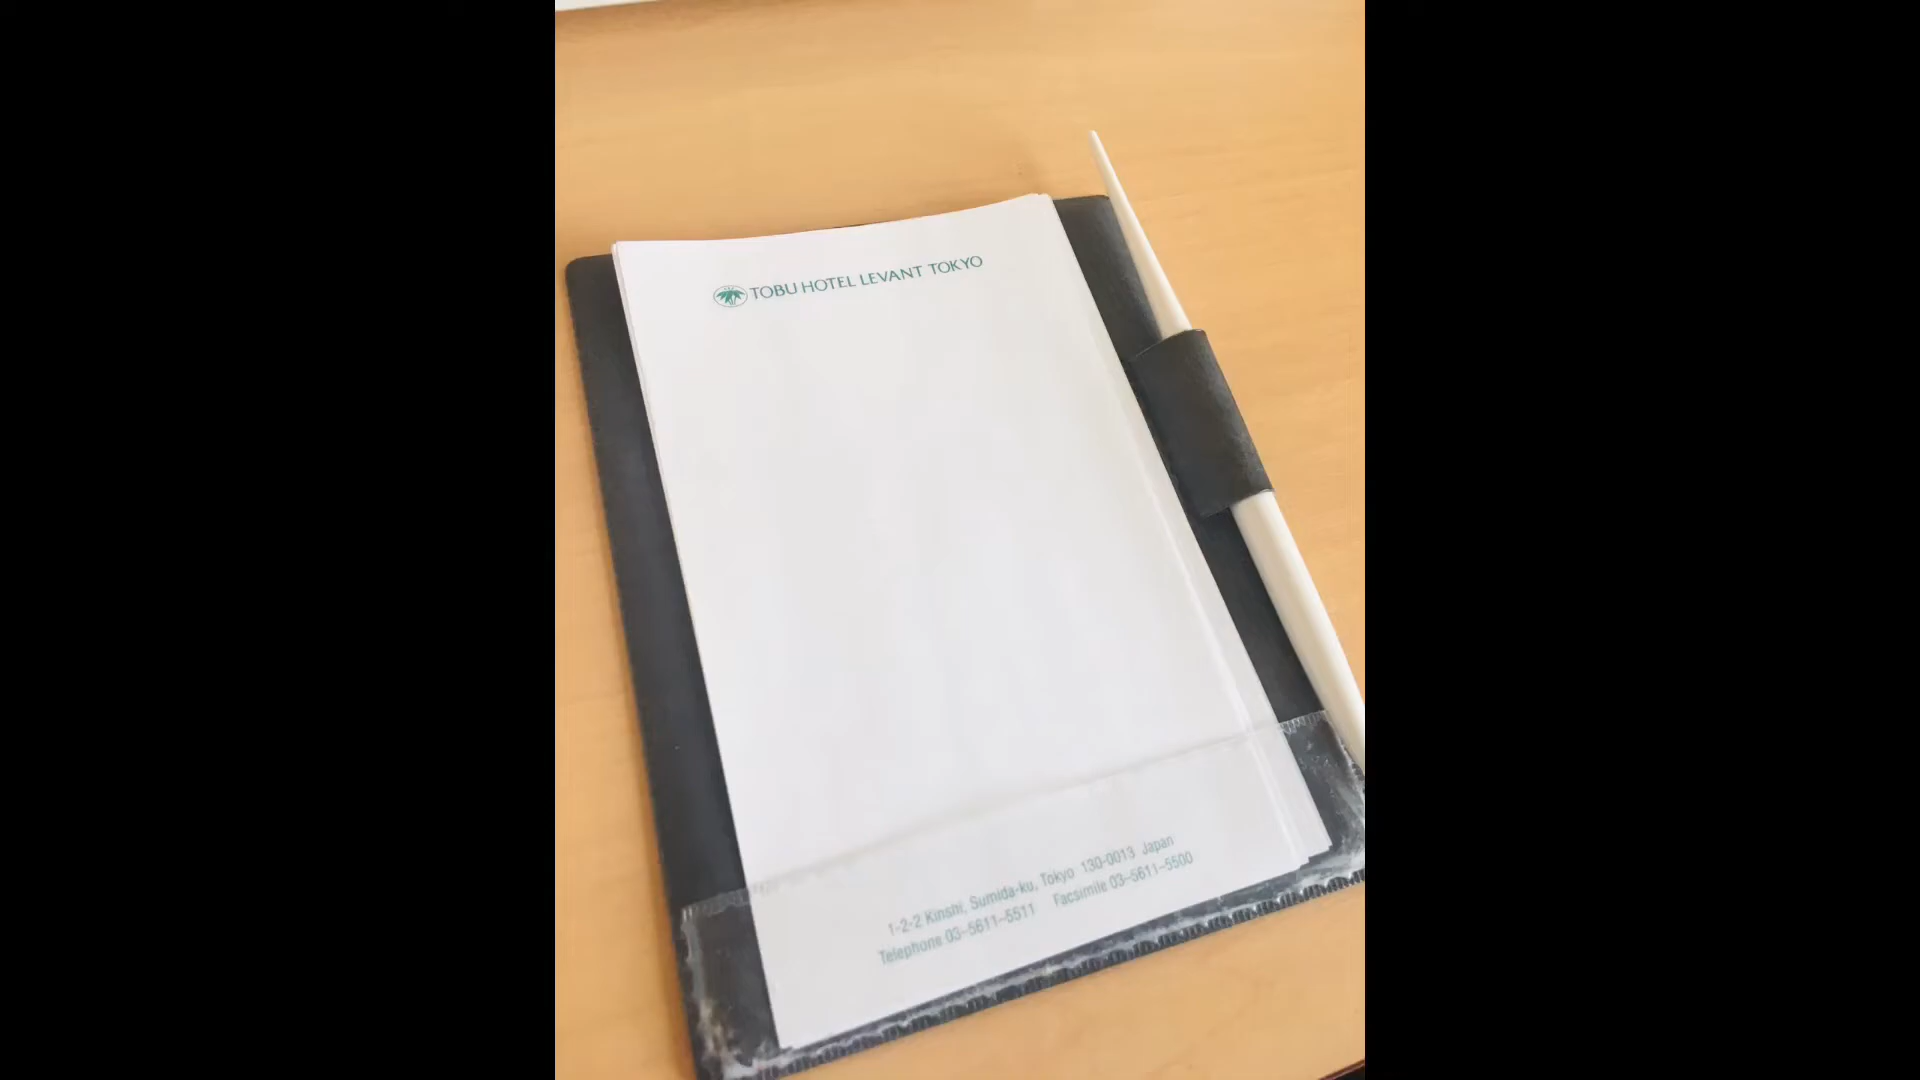 TOBU HOTEL LEVANT TOKYO
1-2-2 Kinshi, Sumida-ku, Tokyo 130-0013 Japan
Telephone 03-5611-5511 Facsimile 03-5611-5500